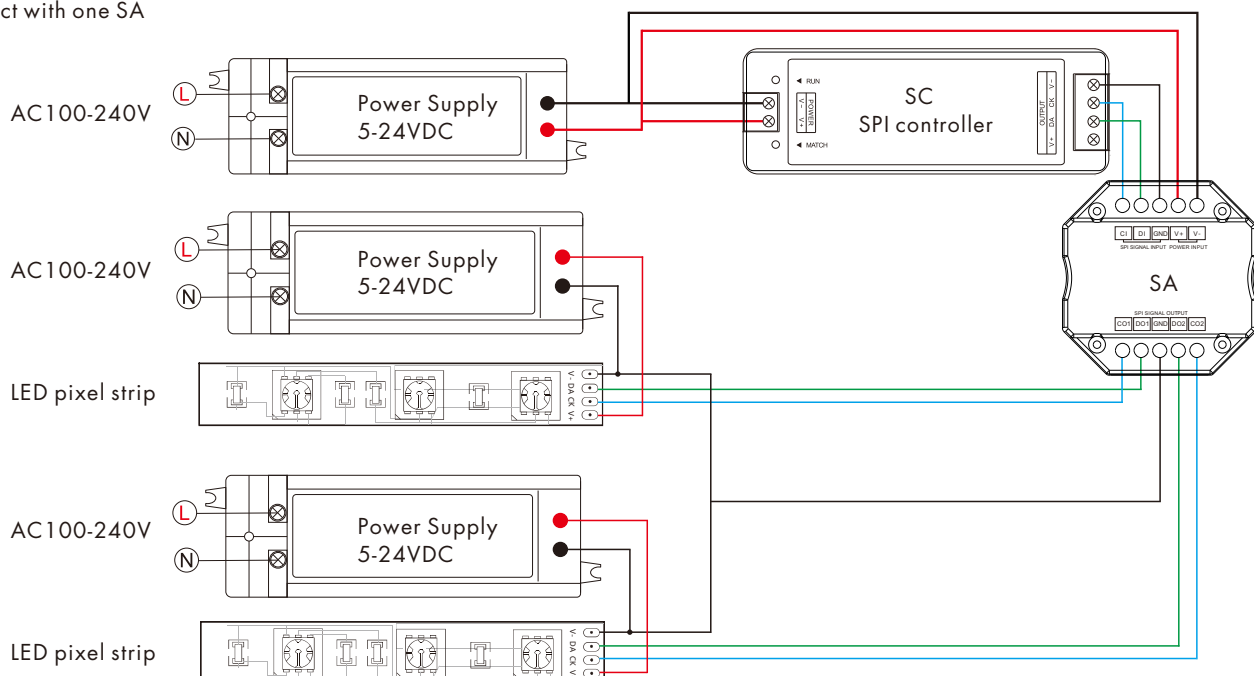 ct with one SA
AC100-240V
L
N
Power Supply
5-24VDC
RUN
POWER
V-
V+
MATCH
SC
SPI controller
OUTPUT
V-
CK
DA
V+
CI DI GND V+ V-
SPI SIGNAL INPUT POWER INPUT
SA
SPI SIGNAL OUTPUT
CO1 DO1 GND DO2 CO2
AC100-240V
L
N
Power Supply
5-24VDC
LED pixel strip
V- DA CK V+
AC100-240V
L
N
Power Supply
5-24VDC
LED pixel strip
V- DA CK V